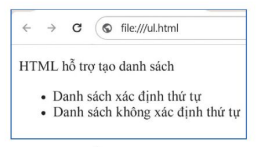 file:///ul.html
HTML hỗ trợ tạo danh sách
• Danh sách xác định thứ tự
• Danh sách không xác định thứ tự